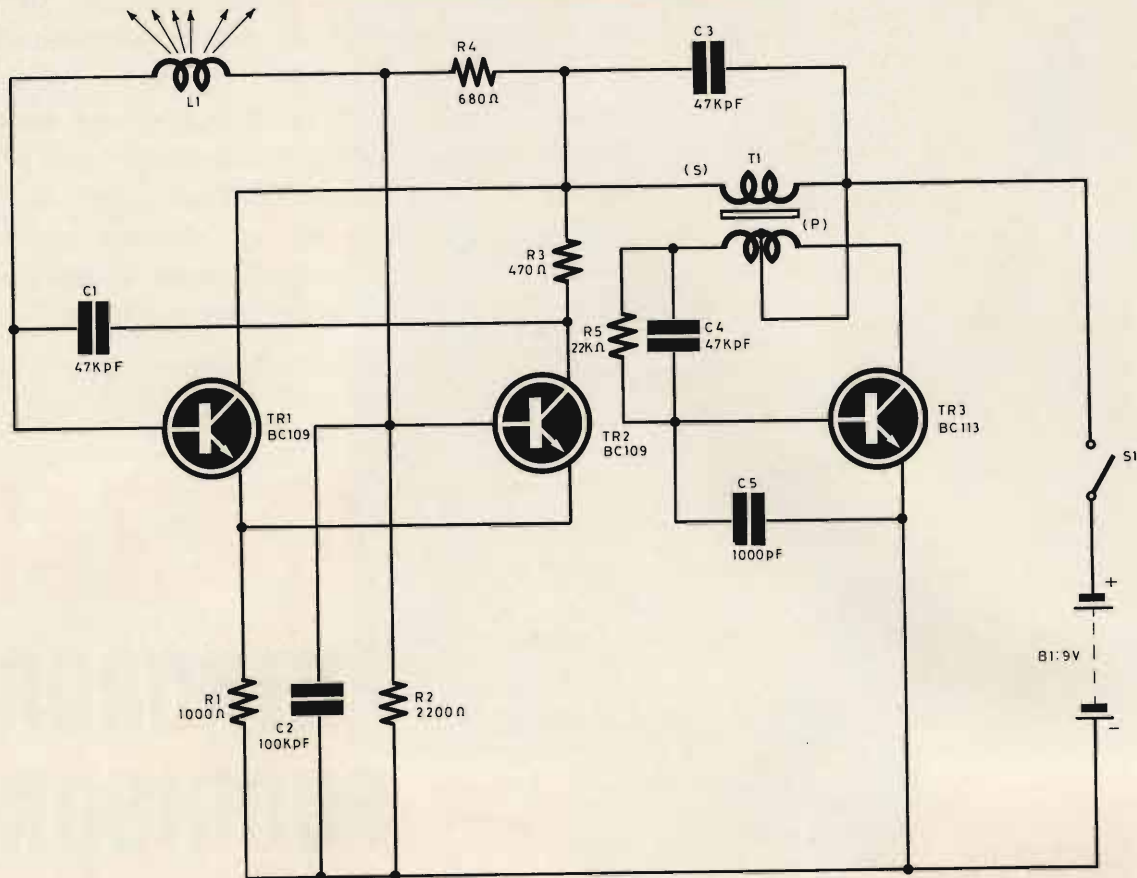 L1
R4
680Ω
C3
47KpF
(S)
T1
(P)
R3
470Ω
C1
47KpF
R5
22KΩ
C4
47KpF
TR1
BC109
TR2
BC109
TR3
BC113
S1
C5
1000pF
+
B1:9V
-
R1
1000Ω
C2
100KpF
R2
2200Ω